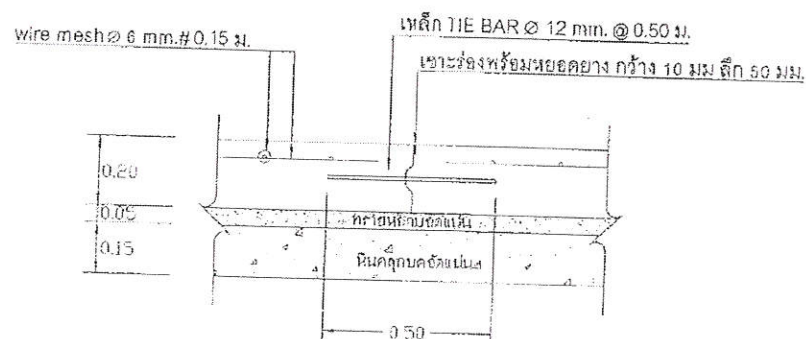 เหล็ก TIE BAR Ø 12 mm. @ 0.50 ม.
wire mesh Ø 6 mm.# 0.15 ม.
เซาะร่องพร้อมหยอดยาง กว้าง 10 มม ลึก 50 มม.
0.20
0.05
ทรายหยาบอัดแน่น
0.15
หินคลุกบดอัดแน่น
0.50